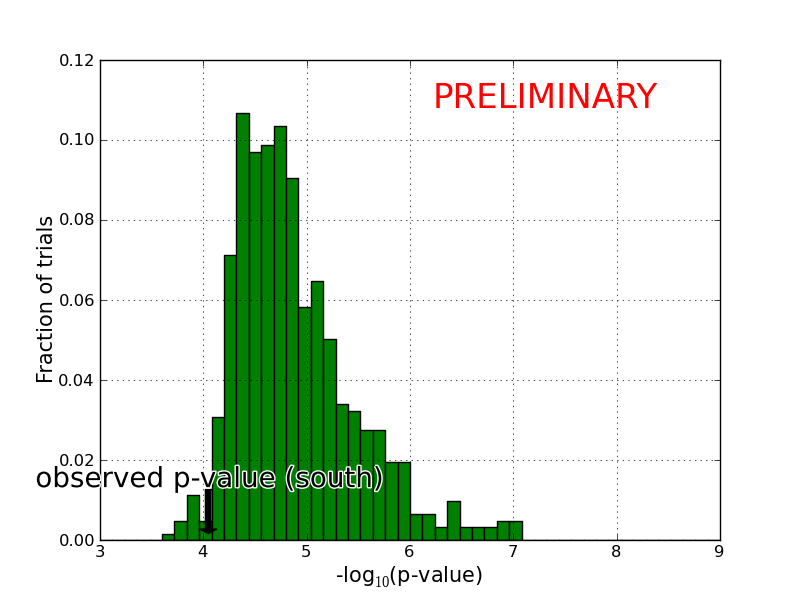 PRELIMINARY
0.12
0.10
0.08
0.06
0.04
0.02
0.00
Fraction of trials
observed p-value (south)
3 4 5 6 7 8 9
-log₁₀(p-value)